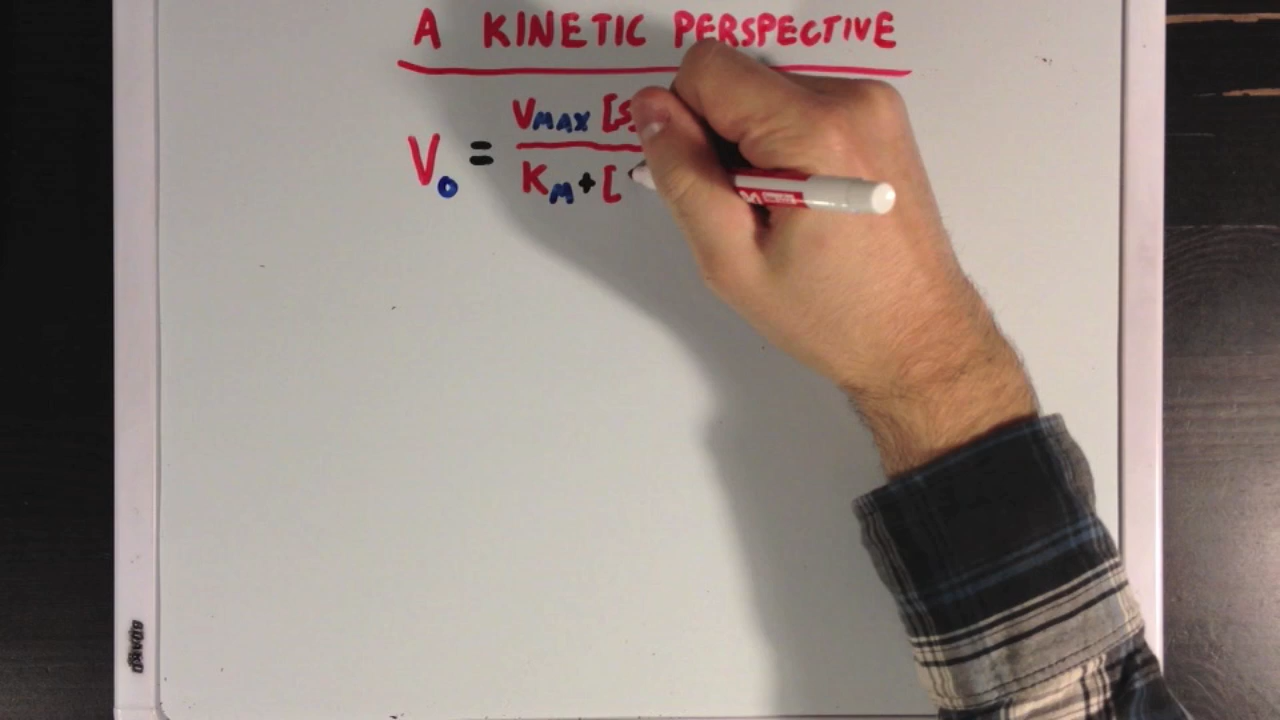 A KINETIC PERSPECTIVE
VMAX [S]
V0 = 
KM + [